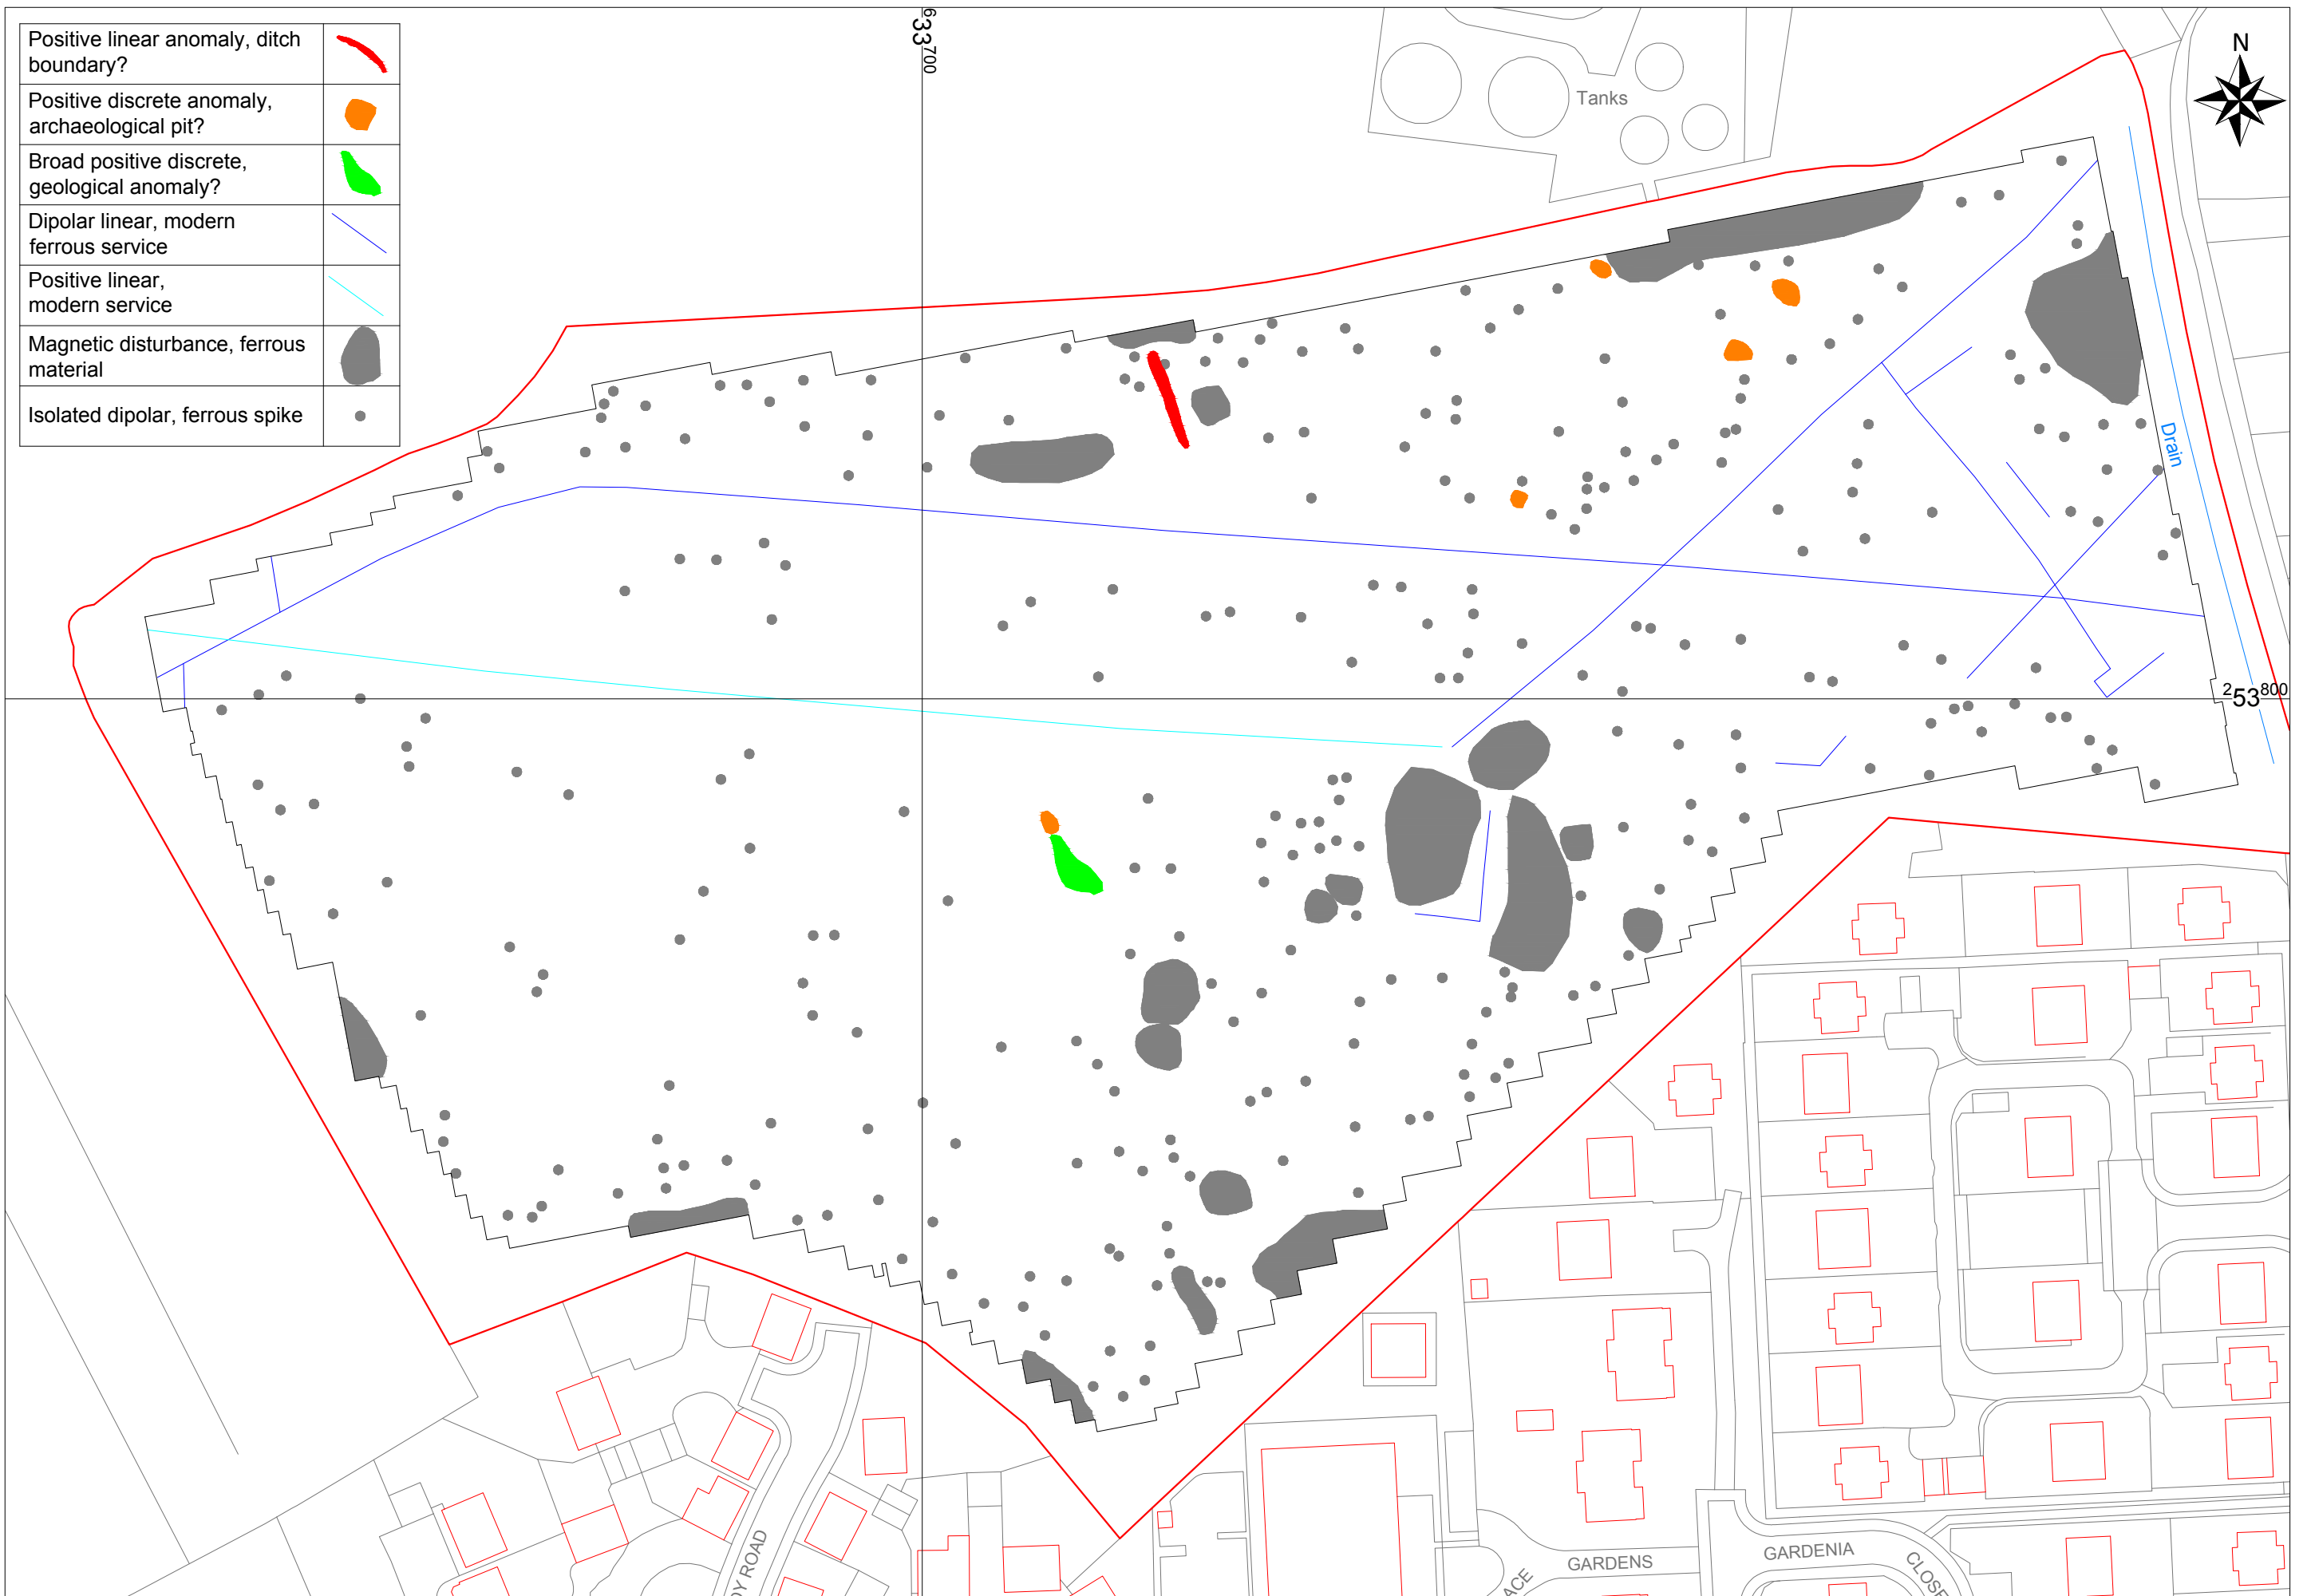 Positive linear anomaly, ditch
boundary?
Positive discrete anomaly,
archaeological pit?
Broad positive discrete,
geological anomaly?
Dipolar linear, modern
ferrous service
Positive linear,
modern service
Magnetic disturbance, ferrous
material
Isolated dipolar, ferrous spike
633700
Tanks
N
Drain
253800
DY ROAD
ACE
GARDENS
GARDENIA
CLOSE